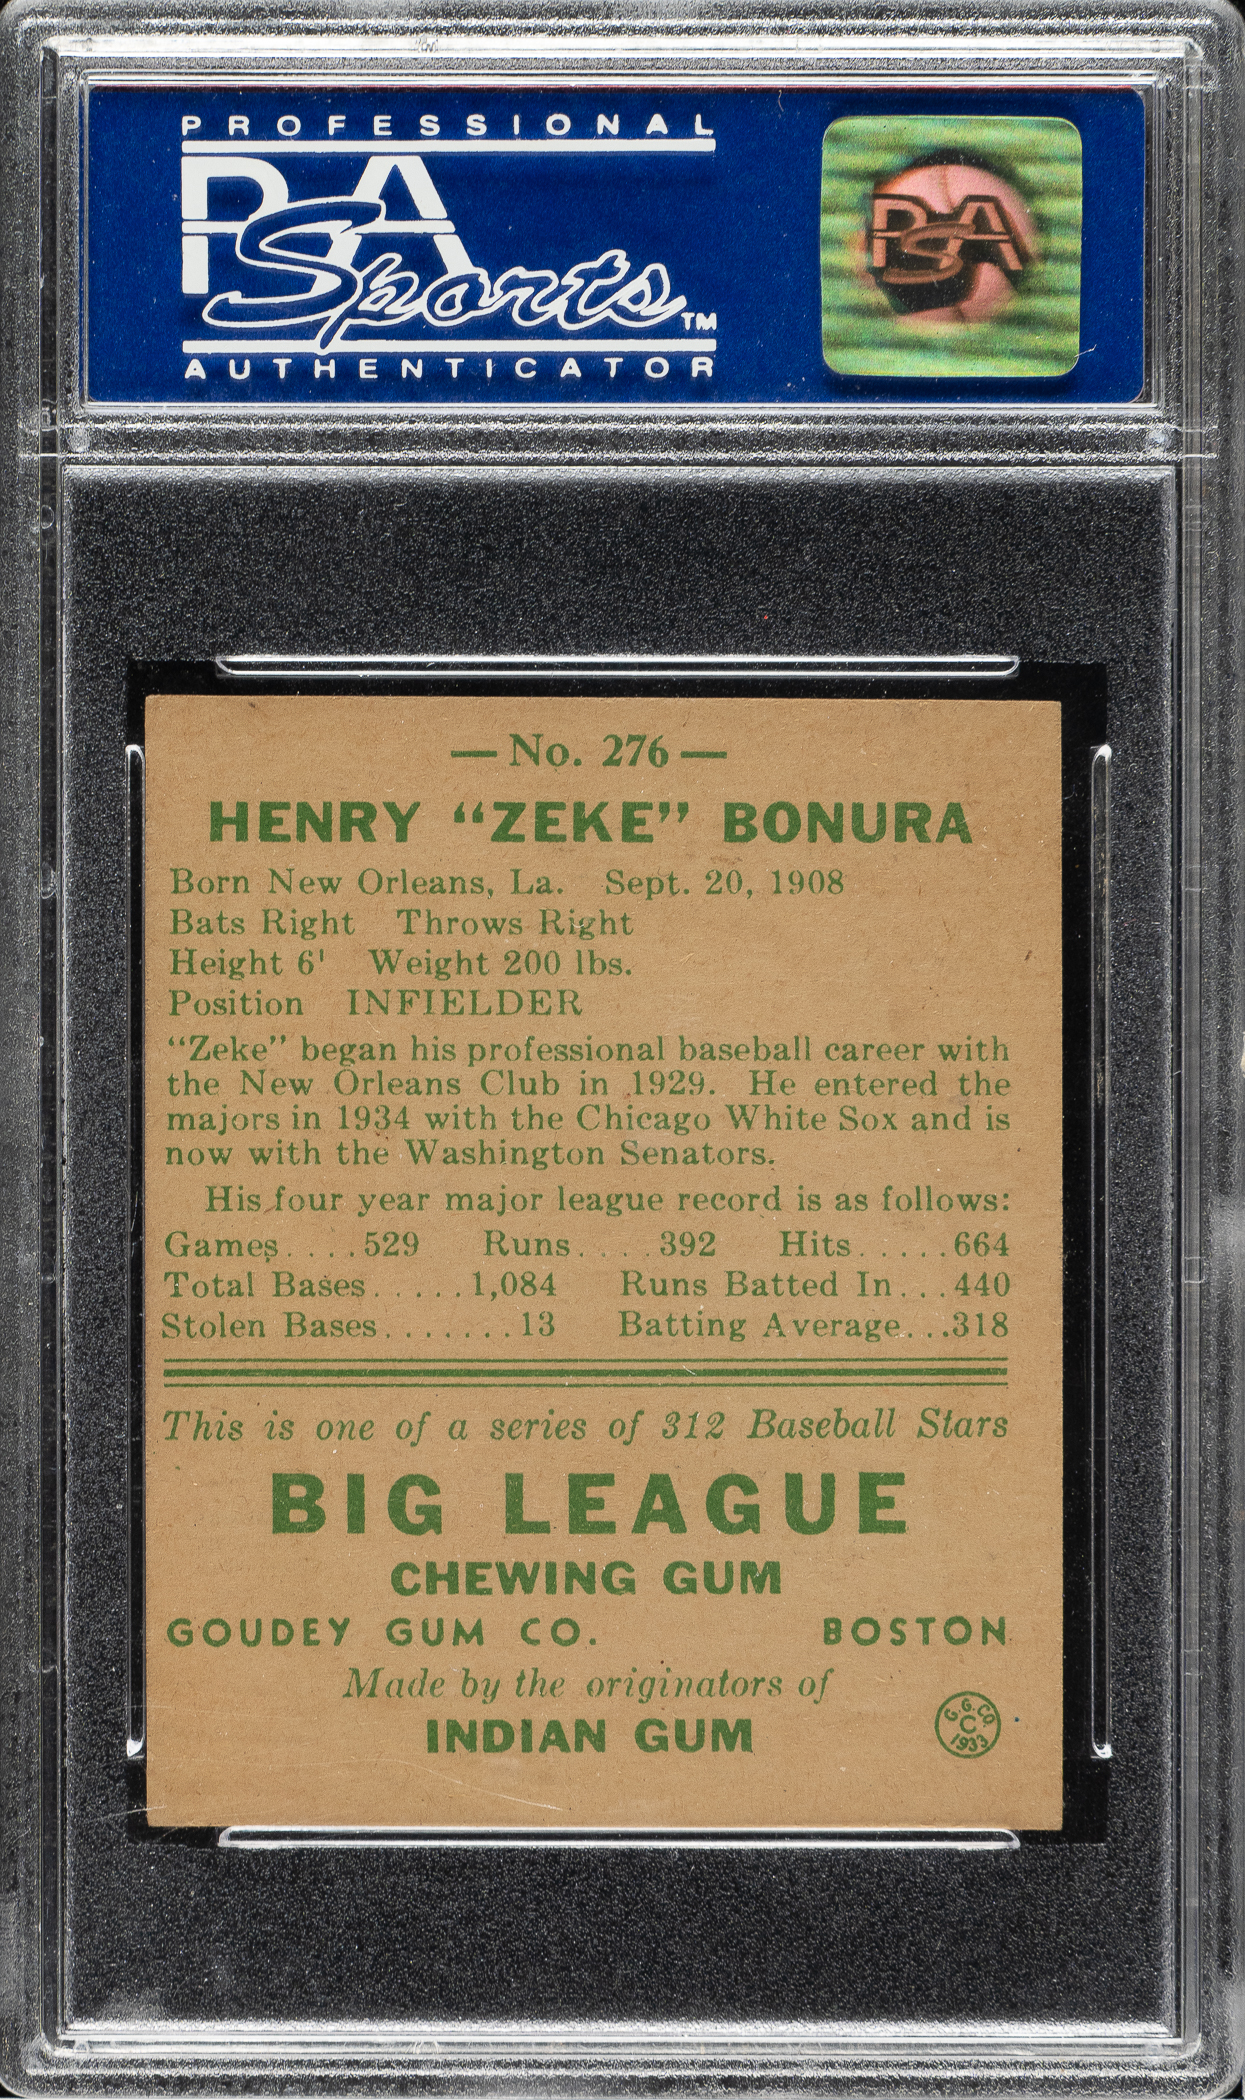 PROFESSIONAL
PSA
Sports™
AUTHENTICATOR
PSA
— No. 276 —
HENRY “ZEKE” BONURA
Born New Orleans, La. Sept. 20, 1908
Bats Right Throws Right
Height 6' Weight 200 lbs.
Position INFIELDER
“Zeke” began his professional baseball career with
the New Orleans Club in 1929. He entered the
majors in 1934 with the Chicago White Sox and is
now with the Washington Senators.
His four year major league record is as follows:
Games....529 Runs....392 Hits.....664
Total Bases.....1,084 Runs Batted In...440
Stolen Bases.......13 Batting Average...318
This is one of a series of 312 Baseball Stars
BIG LEAGUE
CHEWING GUM
GOUDEY GUM CO. BOSTON
Made by the originators of
INDIAN GUM
G.G.CO.
C
1933